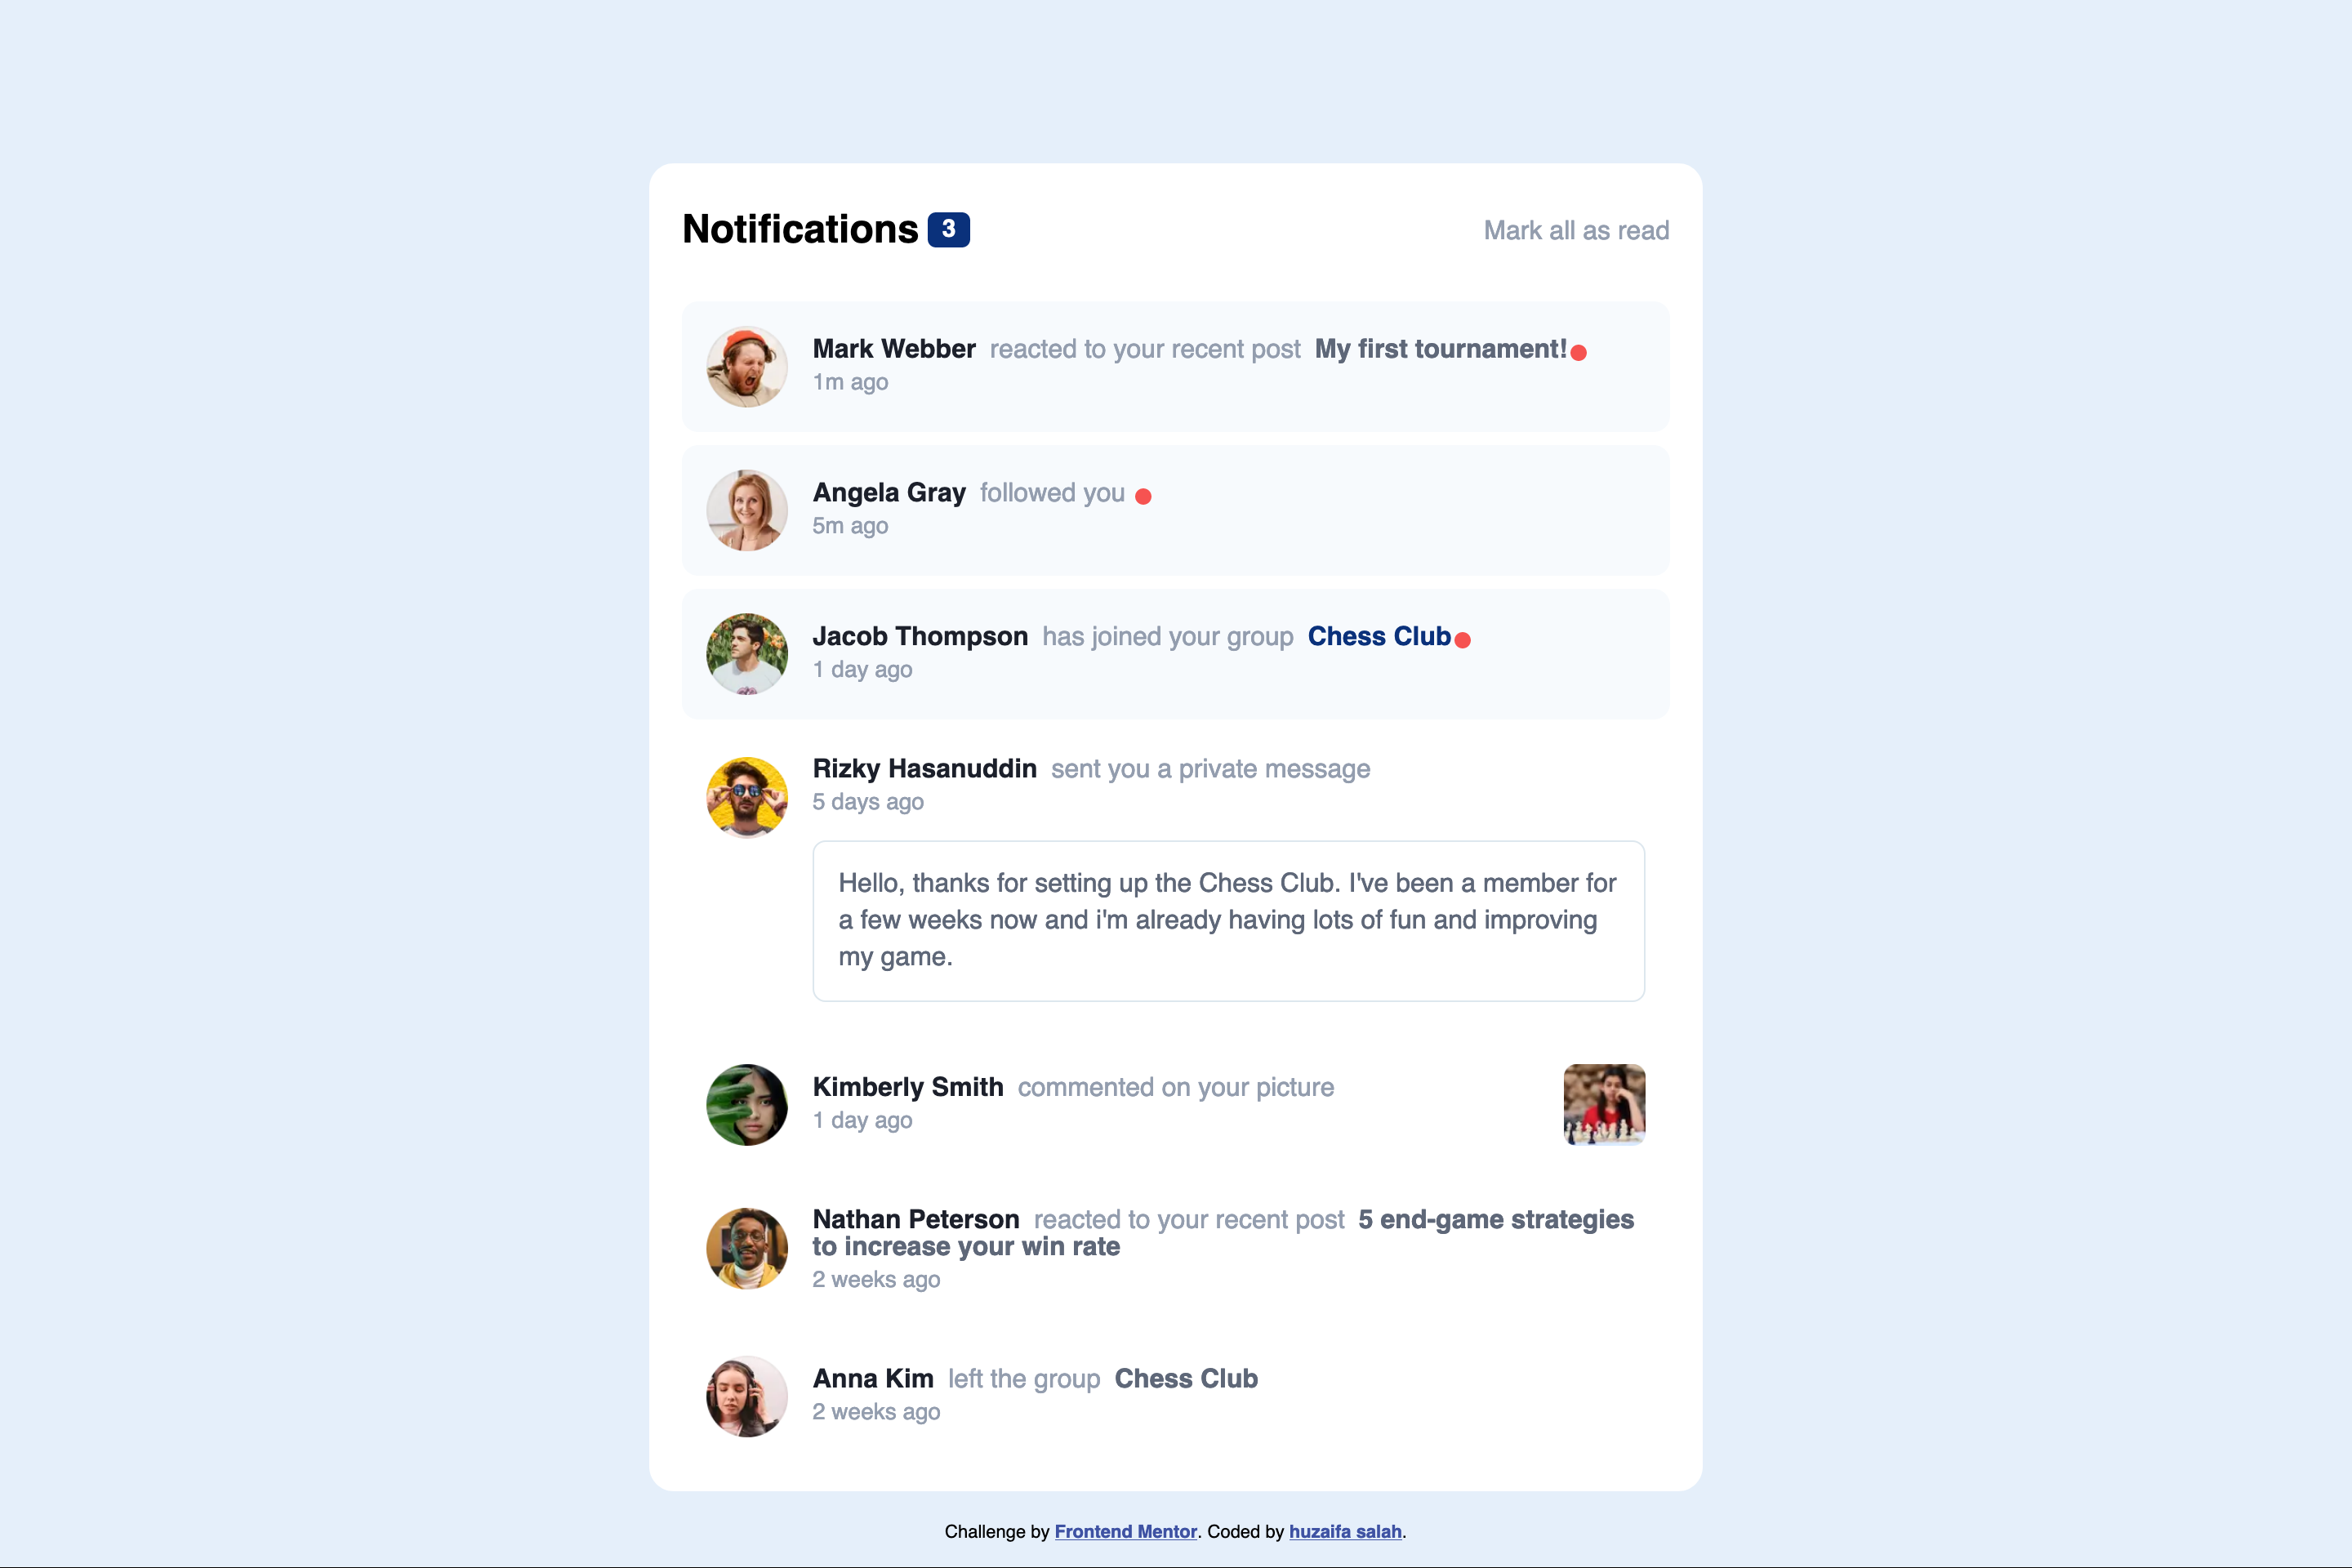 Notifications 3
Mark all as read
Mark Webber reacted to your recent post My first tournament!
1m ago
Angela Gray followed you
5m ago
Jacob Thompson has joined your group Chess Club
1 day ago
Rizky Hasanuddin sent you a private message
5 days ago
Hello, thanks for setting up the Chess Club. I've been a member for
a few weeks now and i'm already having lots of fun and improving
my game.
Kimberly Smith commented on your picture
1 day ago
Nathan Peterson reacted to your recent post 5 end-game strategies
to increase your win rate
2 weeks ago
Anna Kim left the group Chess Club
2 weeks ago
Challenge by Frontend Mentor. Coded by huzaifa salah.